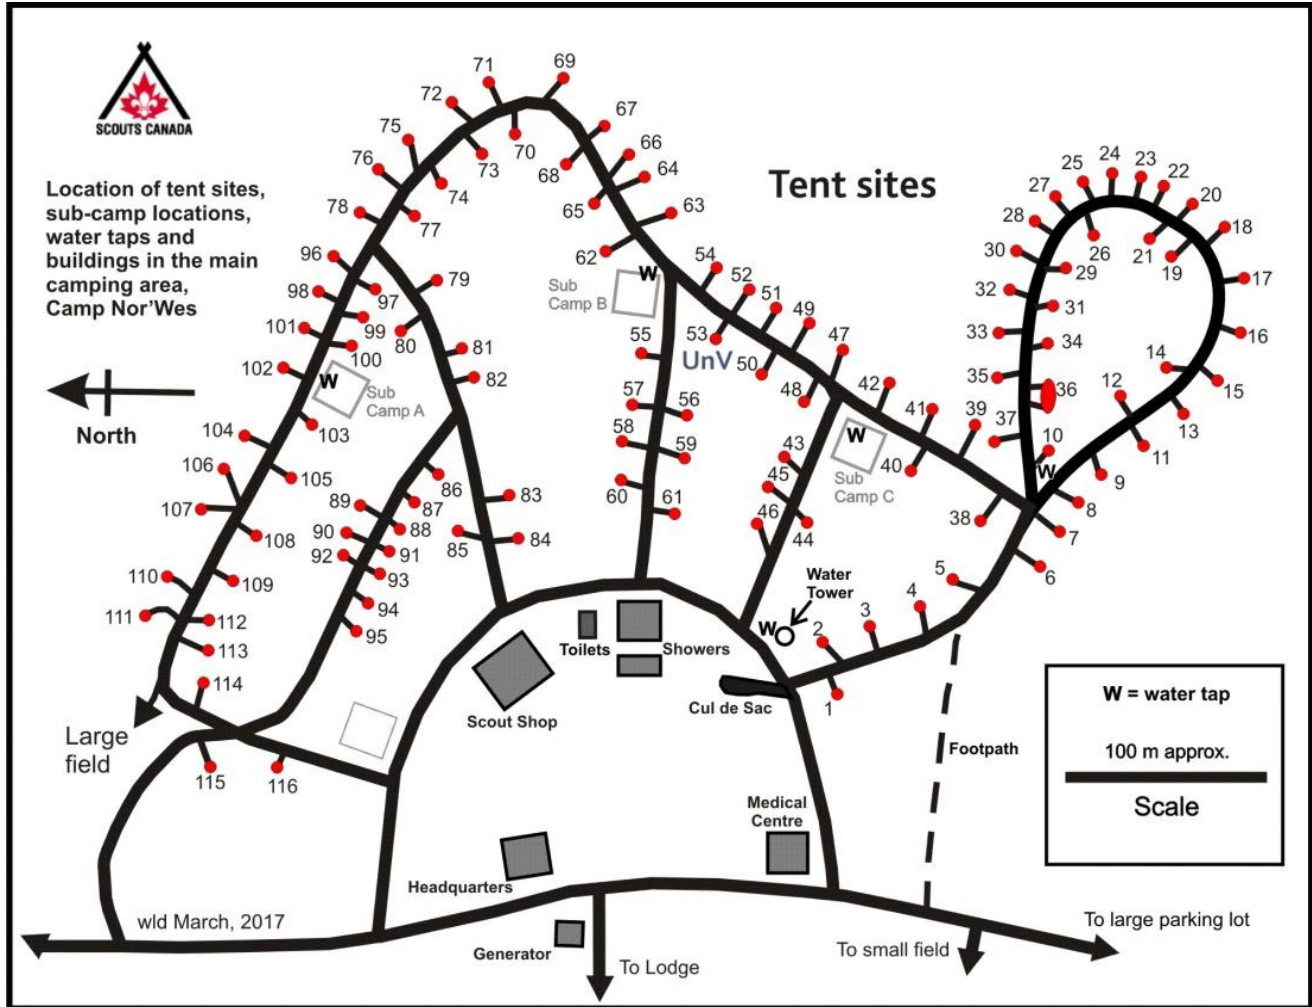 SCOUTS CANADA
Location of tent sites,
sub-camp locations,
water taps and
buildings in the main
camping area,
Camp Nor'Wes
North
Tent sites
69
71
72
70
67
75
73
68
66
76
74
64
65
78
77
63
62
96
79
98
97
99
80
101
100
81
102
82
W
Sub
Camp A
103
104
105
106
107
108
86
87
89
88
90
91
92
93
94
95
83
84
85
109
110
111
112
113
114
115
116
W
Sub
Camp B
54
52
53
51
49
50
47
48
UnV
55
57
56
58
59
60
61
42
41
39
40
43
45
46
44
38
W
Sub
Camp C
24
23
25
22
27
20
28
26
21
18
19
30
29
17
32
31
33
34
16
14
35
36
12
15
13
37
10
11
W
9
8
7
6
5
4
3
2
1
Water
Tower
W
Toilets
Showers
Scout Shop
Cul de Sac
Large
field
Footpath
Medical
Centre
Headquarters
Generator
wld March, 2017
To Lodge
To small field
To large parking lot
W = water tap
100 m approx.
Scale